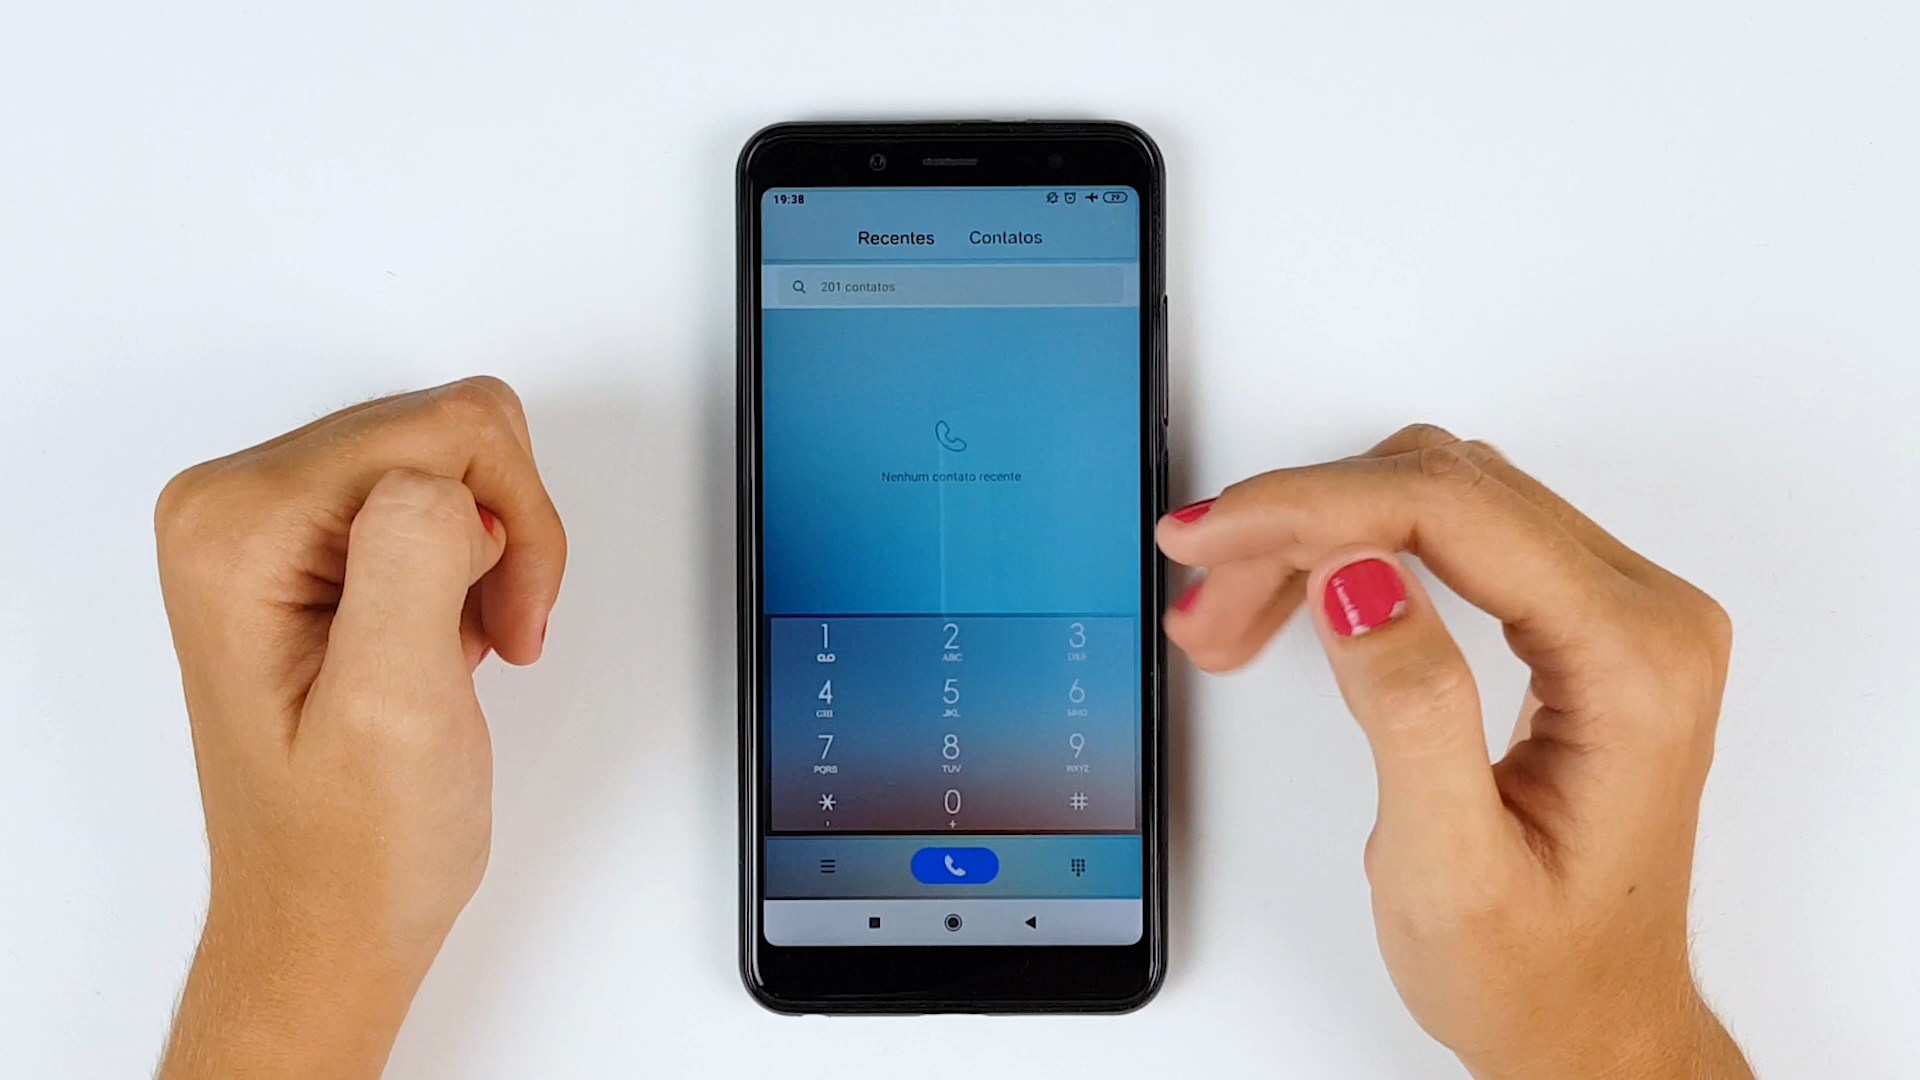 19:38
29
Recentes Contatos
201 contatos
Nenhum contato recente
1 2 3
ABC DEF
4 5 6
GHI JKL MNO
7 8 9
PQRS TUV WXYZ
* 0 #
, +